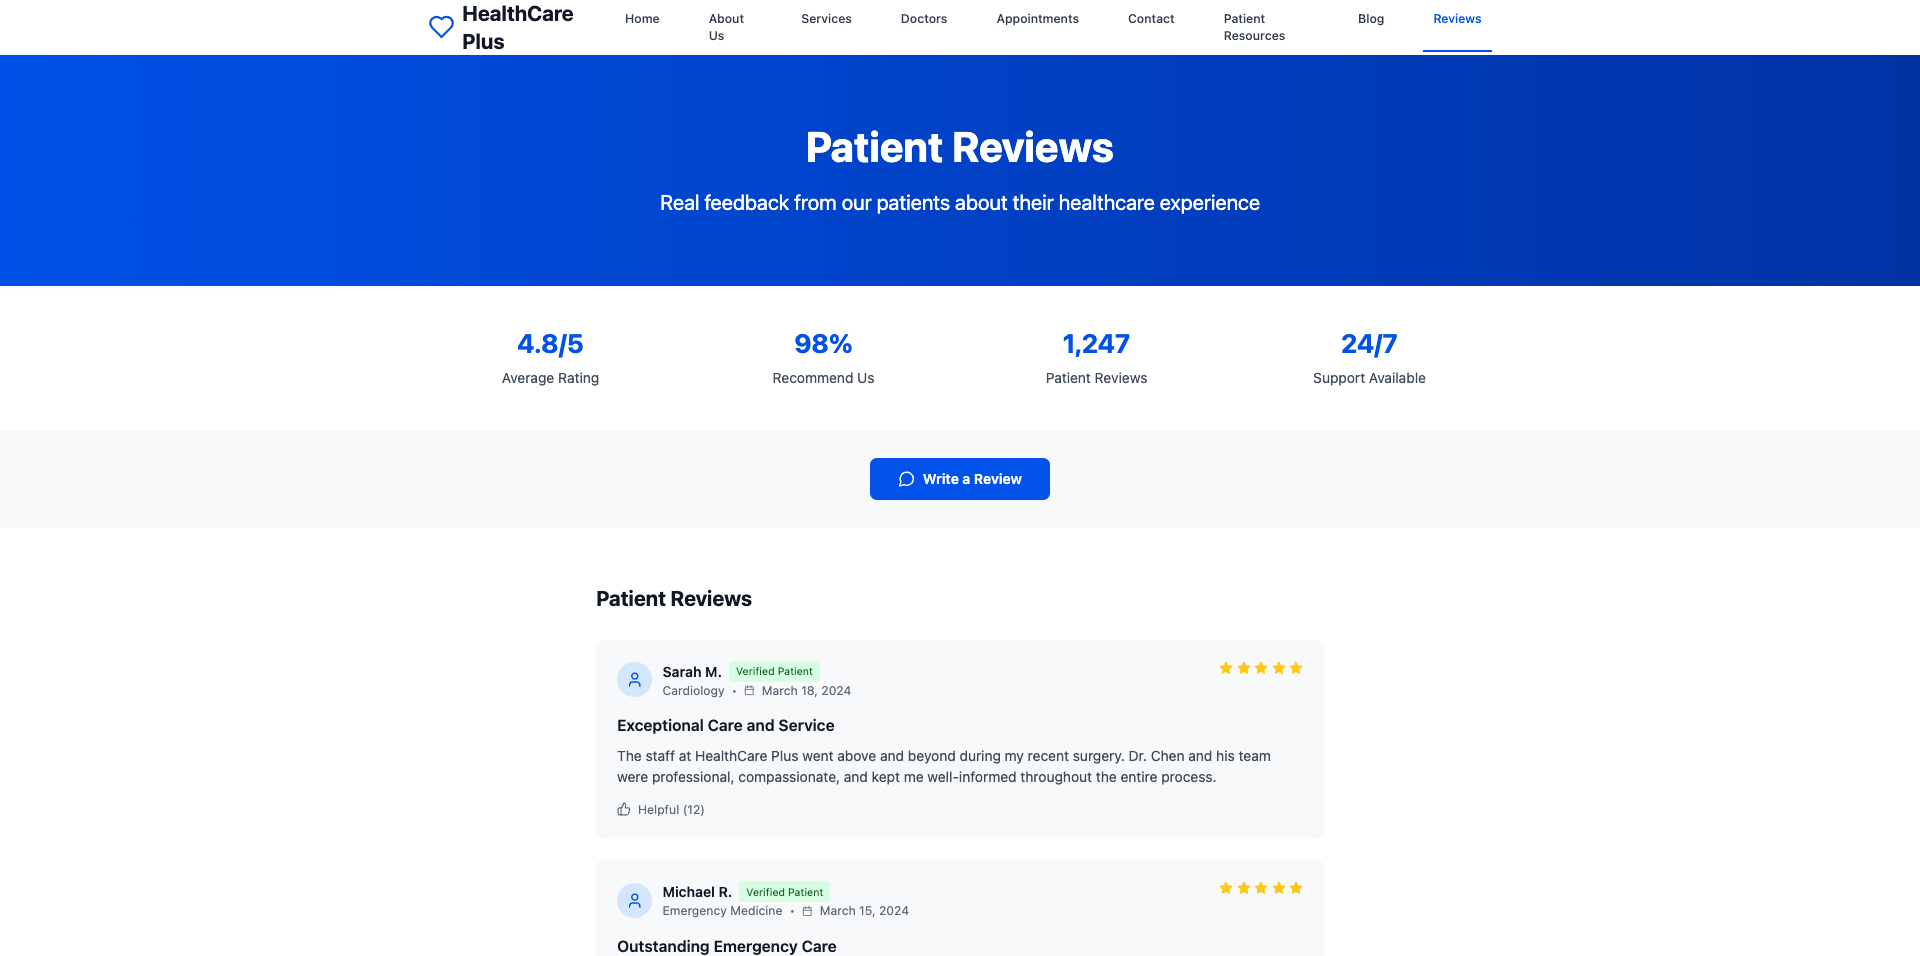 HealthCare
Plus
Home
About
Us
Services
Doctors
Appointments
Contact
Patient
Resources
Blog
Reviews
Patient Reviews
Real feedback from our patients about their healthcare experience
4.8/5
Average Rating
98%
Recommend Us
1,247
Patient Reviews
24/7
Support Available
Write a Review
Patient Reviews
Sarah M. Verified Patient
Cardiology • March 18, 2024
Exceptional Care and Service
The staff at HealthCare Plus went above and beyond during my recent surgery. Dr. Chen and his team
were professional, compassionate, and kept me well-informed throughout the entire process.
Helpful (12)
Michael R. Verified Patient
Emergency Medicine • March 15, 2024
Outstanding Emergency Care